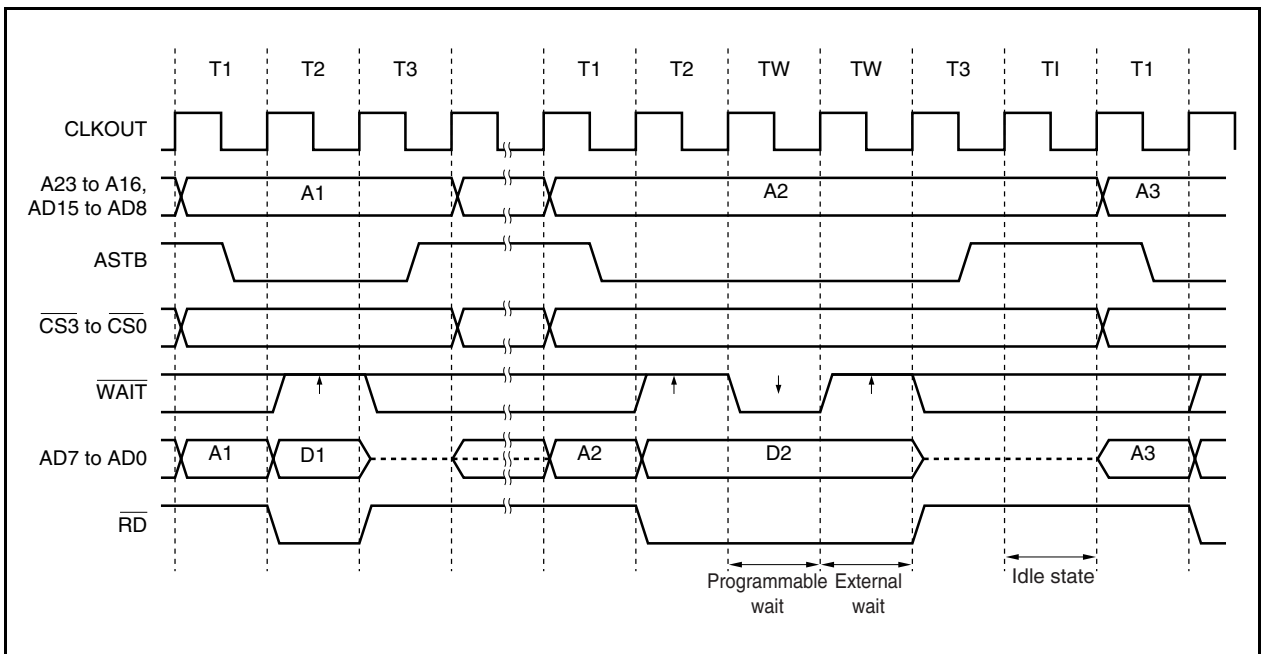 T1 T2 T3 T1 T2 TW TW T3 TI T1
CLKOUT
A23 to A16,
AD15 to AD8
A1 A2 A3
ASTB
CS3 to CS0
WAIT
AD7 to AD0
A1 D1 A2 D2 A3
RD
Programmable
wait
External
wait
Idle state